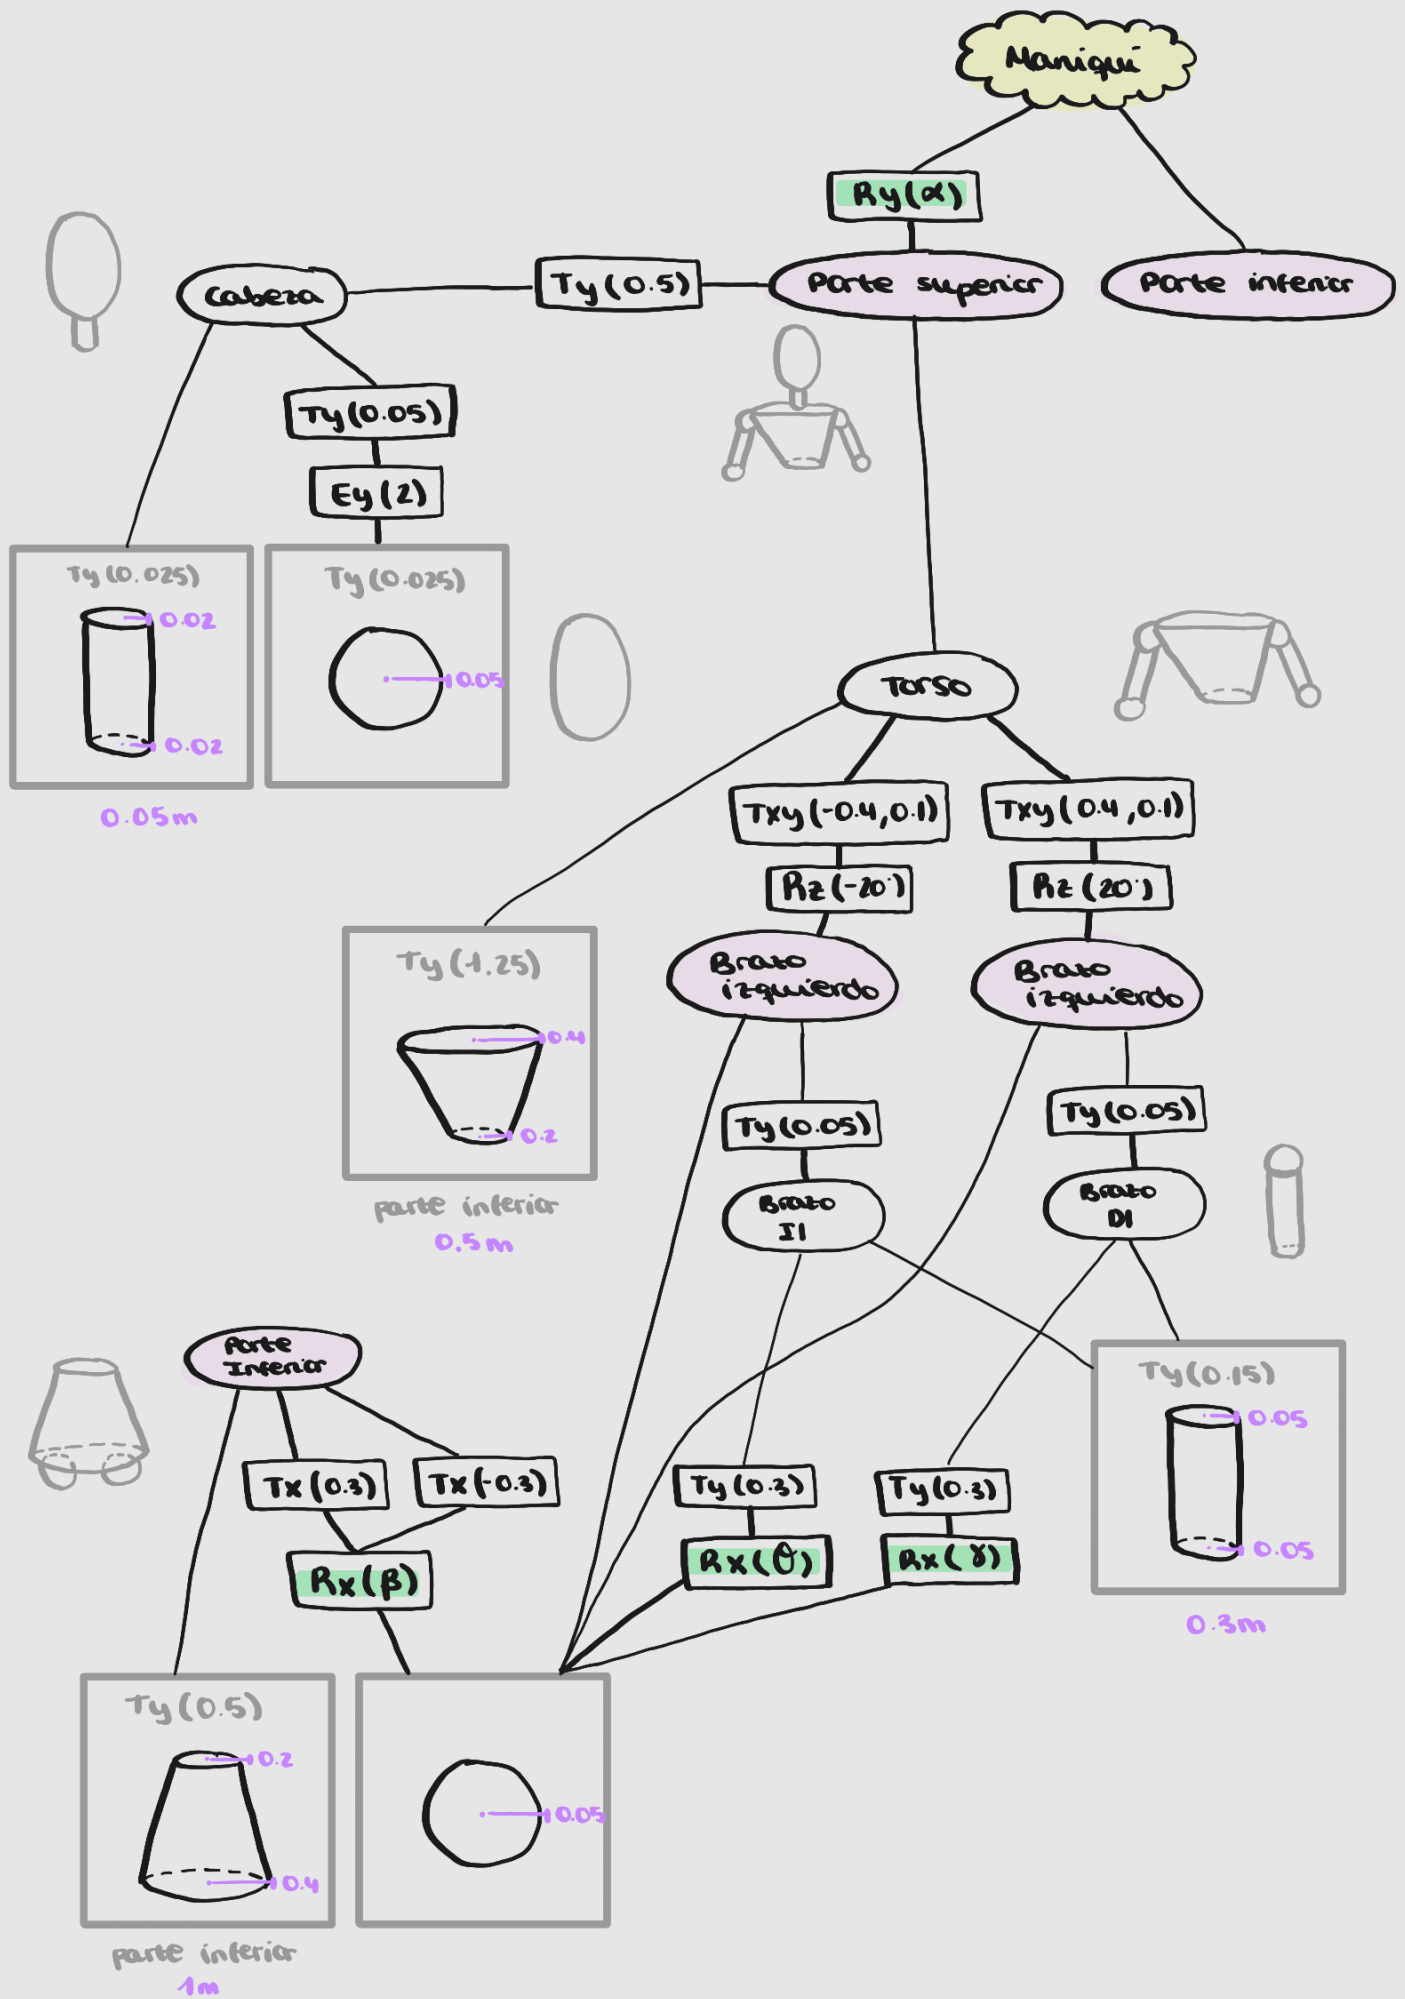 Maniquí
Ry(α)
Cabeza
Ty(0.5)
Parte superior
Parte inferior
Ty(0.05)
Ey(2)
Ty(0.025)
0.02
0.02
0.05m
Ty(0.025)
0.05
Torso
Txy(-0.4,0.1)
Txy(0.4,0.1)
Rz(-20°)
Rz(20°)
Ty(-1.25)
0.4
0.2
parte inferior
0.5m
Brazo
izquierdo
Brazo
izquierdo
Ty(0.05)
Ty(0.05)
Brazo
II
Brazo
DI
Parte
Inferior
Tx(0.3)
Tx(-0.3)
Rx(β)
Ty(0.3)
Ty(0.3)
Rx(θ)
Rx(γ)
Ty(0.15)
0.05
0.05
0.3m
Ty(0.5)
0.2
0.4
parte inferior
1m
0.05